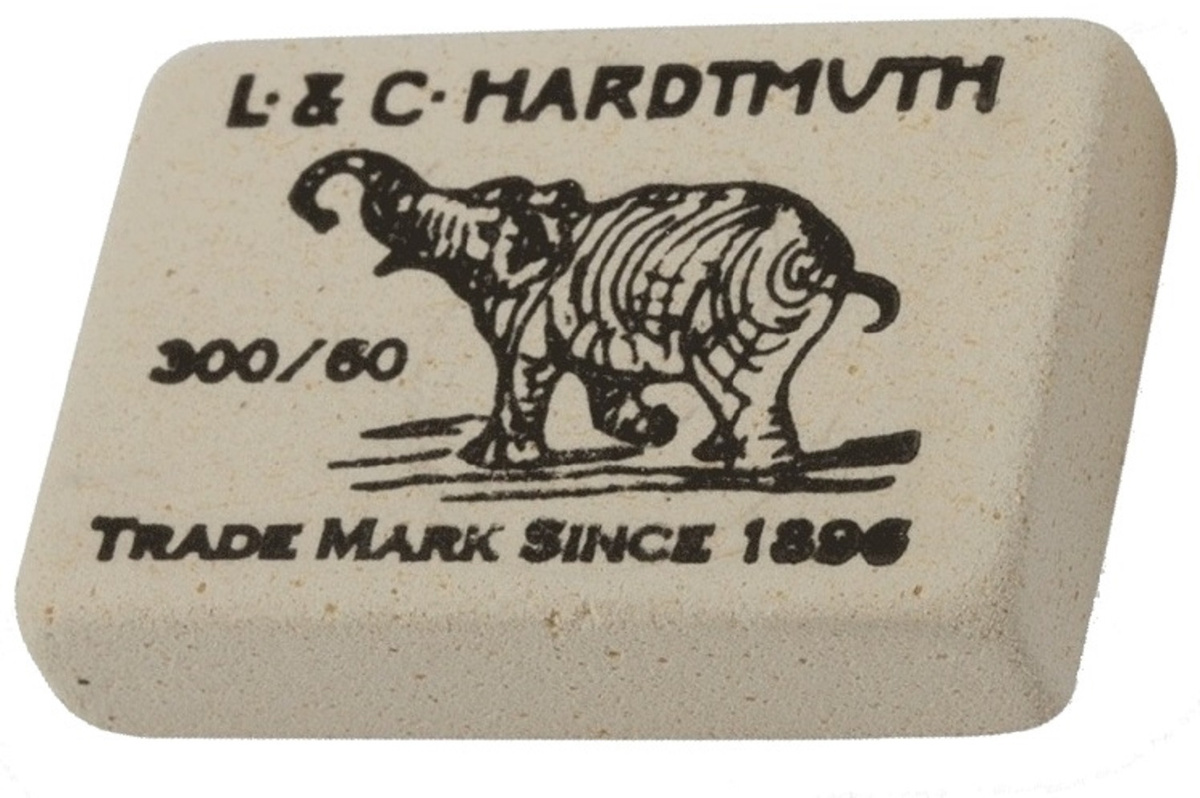 L·& C·HARDTMUTH
300/60
TRADE MARK SINCE 1896